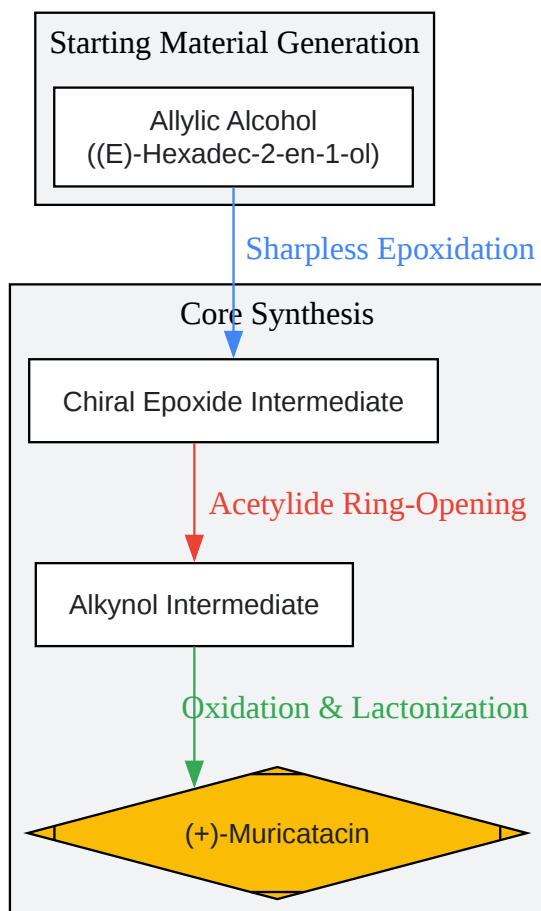 Starting Material Generation
Allylic Alcohol
((E)-Hexadec-2-en-1-ol)
Sharpless Epoxidation
Core Synthesis
Chiral Epoxide Intermediate
Acetylide Ring-Opening
Alkynol Intermediate
Oxidation & Lactonization
(+)-Muricatacin